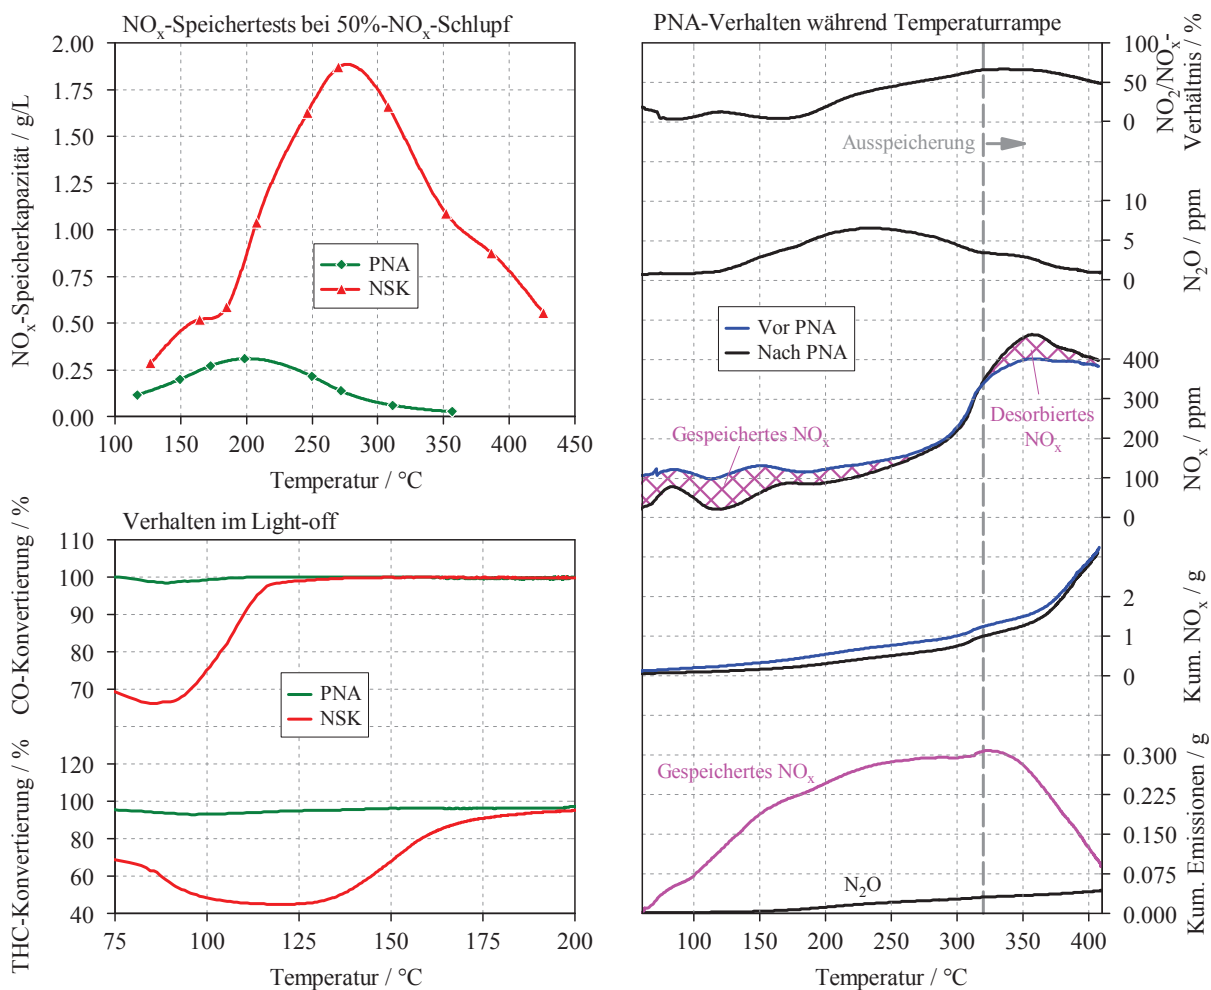 NOₓ-Speichertests bei 50%-NOₓ-Schlupf
NOₓ-Speicherkapazität / g/L
2.00
1.75
1.50
1.25
1.00
0.75
0.50
0.25
0.00
PNA
NSK
100 150 200 250 300 350 400 450
Temperatur / °C
Verhalten im Light-off
CO-Konvertierung / %
110
100
90
80
70
THC-Konvertierung / %
120
100
80
60
40
PNA
NSK
75 100 125 150 175 200
Temperatur / °C
PNA-Verhalten während Temperaturrampe
100
50
0
NO₂/NOₓ-
Verhältnis / %
Ausspeicherung
10
5
0
N₂O / ppm
Vor PNA
Nach PNA
Gespeichertes NOₓ
Desorbiertes
NOₓ
400
300
200
100
0
NOₓ / ppm
2
1
0
Kum. NOₓ / g
Gespeichertes NOₓ
N₂O
0.300
0.225
0.150
0.075
0.000
Kum. Emissionen / g
100 150 200 250 300 350 400
Temperatur / °C